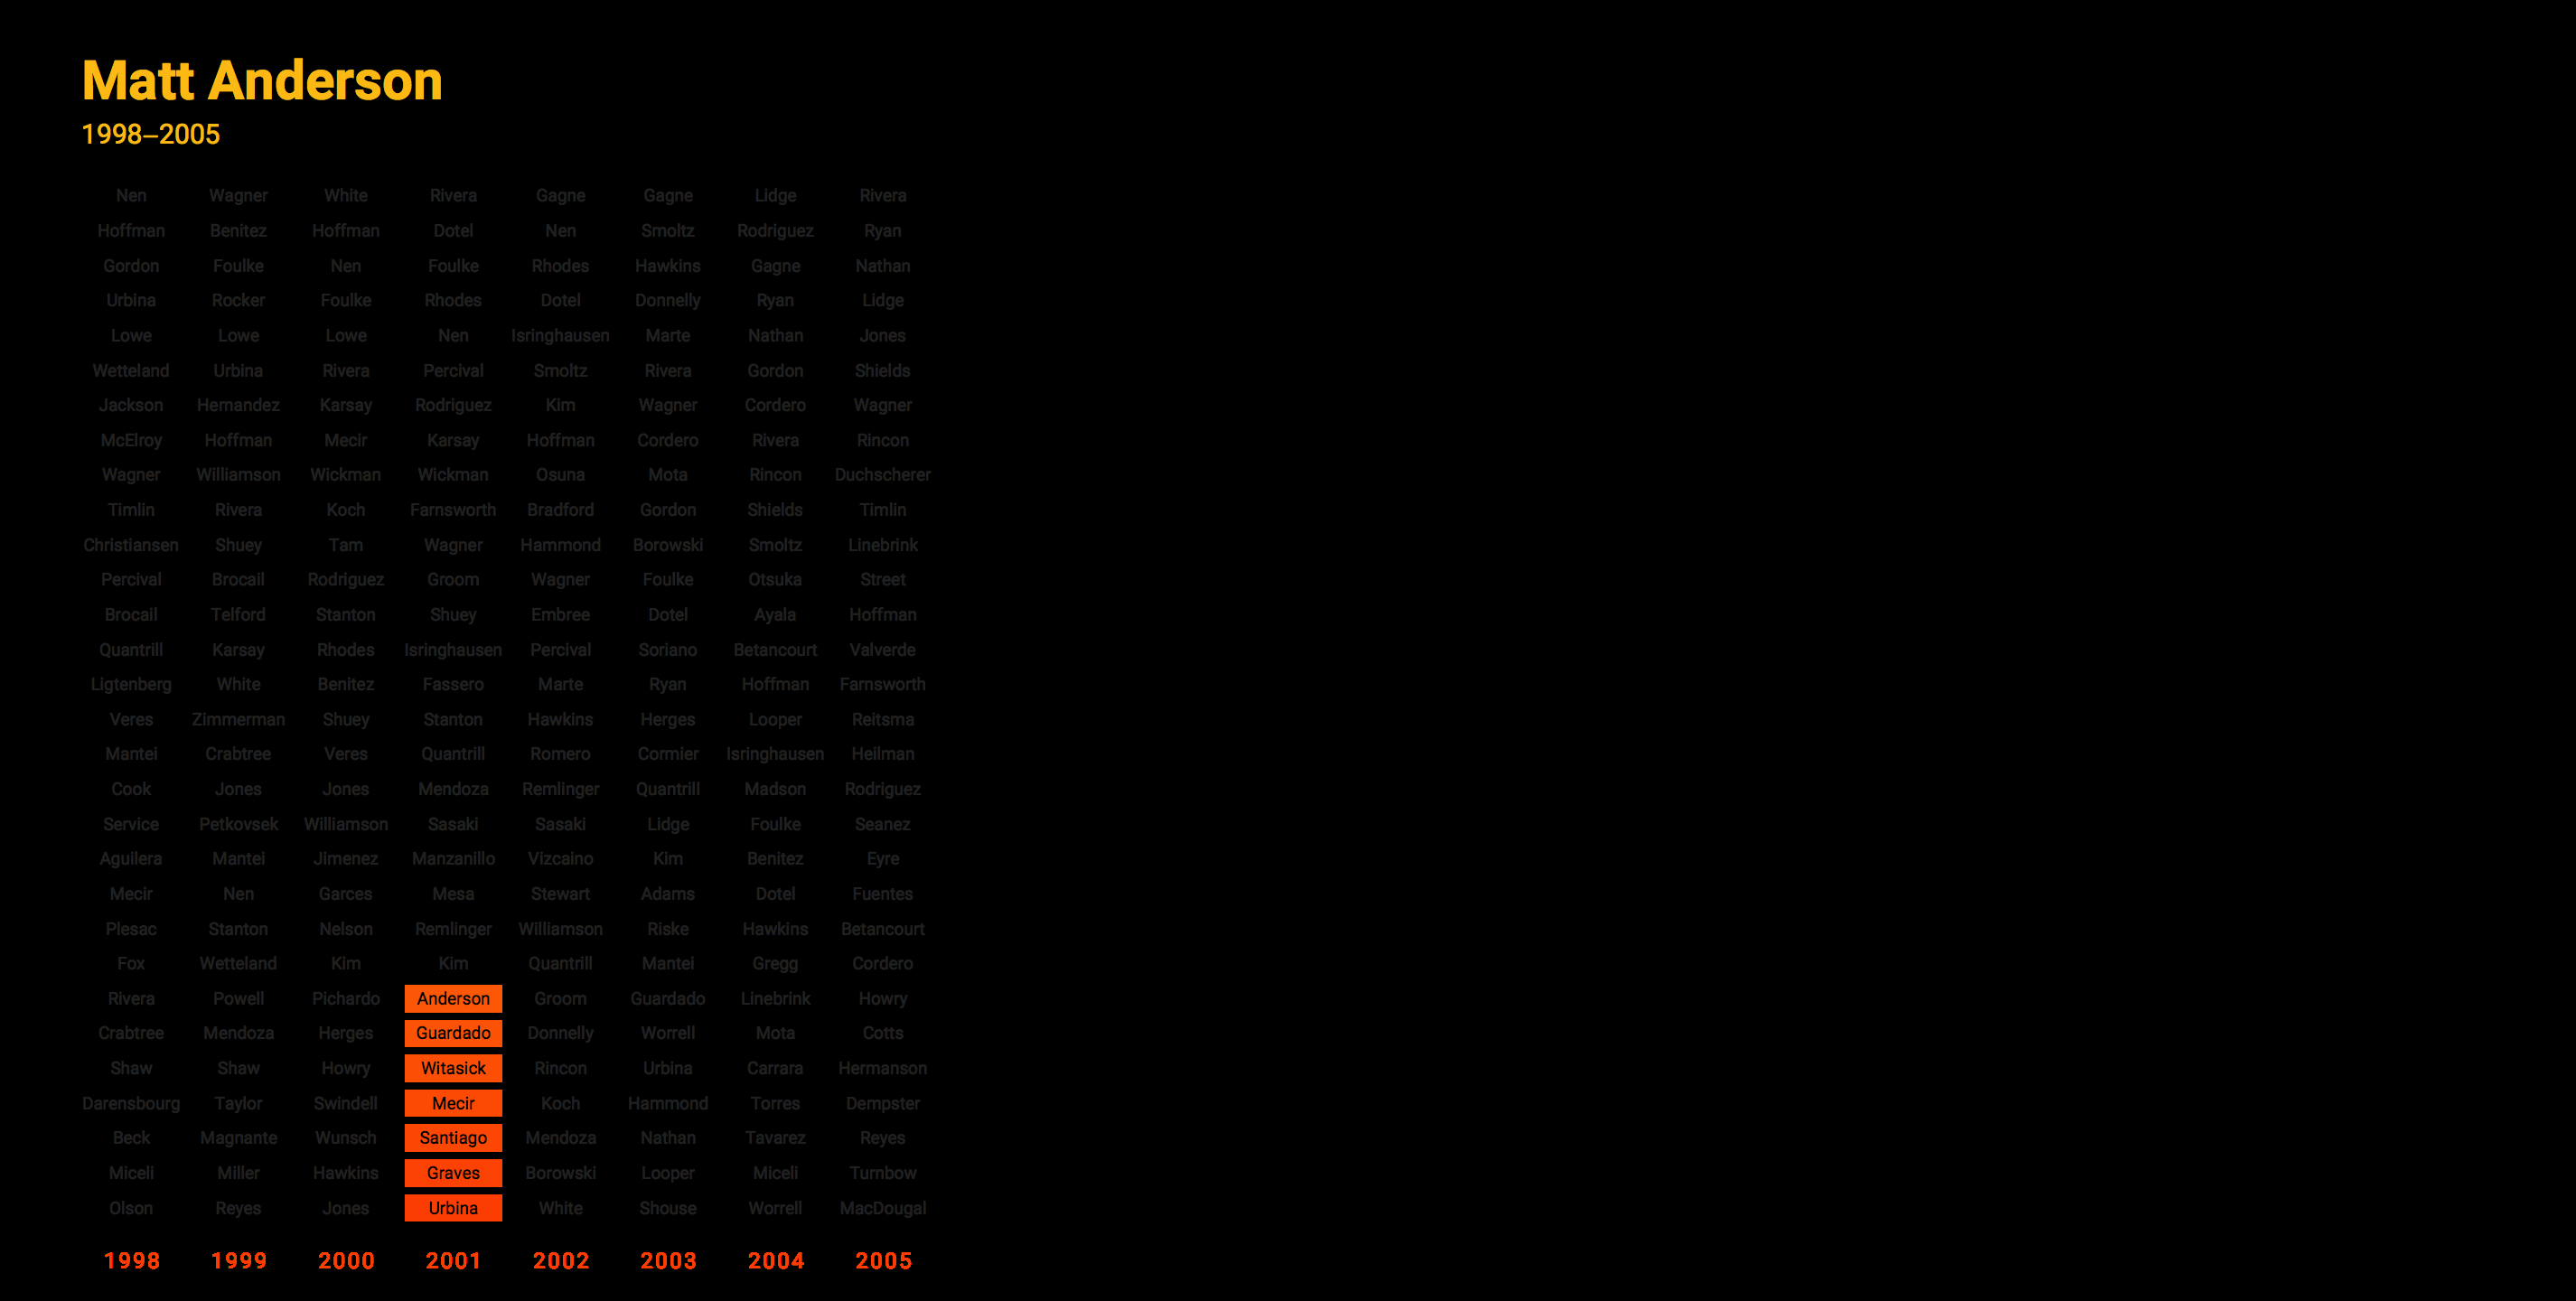 Matt Anderson
1998–2005
Nen Wagner White Rivera Gagne Gagne Lidge Rivera
Hoffman Benitez Hoffman Dotel Nen Smoltz Rodriguez Ryan
Gordon Foulke Nen Foulke Rhodes Hawkins Gagne Nathan
Urbina Rocker Foulke Rhodes Dotel Donnelly Ryan Lidge
Lowe Lowe Lowe Nen Isringhausen Marte Nathan Jones
Wetteland Urbina Rivera Percival Smoltz Rivera Gordon Shields
Jackson Hernandez Karsay Rodriguez Kim Wagner Cordero Wagner
McElroy Hoffman Mecir Karsay Hoffman Cordero Rivera Rincon
Wagner Williamson Wickman Wickman Osuna Mota Rincon Duchscherer
Timlin Rivera Koch Farnsworth Bradford Gordon Shields Timlin
Christiansen Shuey Tam Wagner Hammond Borowski Smoltz Linebrink
Percival Brocail Rodriguez Groom Wagner Foulke Otsuka Street
Brocail Telford Stanton Shuey Embree Dotel Ayala Hoffman
Quantrill Karsay Rhodes Isringhausen Percival Soriano Betancourt Valverde
Ligtenberg White Benitez Fassero Marte Ryan Hoffman Farnsworth
Veres Zimmerman Shuey Stanton Hawkins Herges Looper Reitsma
Mantei Crabtree Veres Quantrill Romero Cormier Isringhausen Heilman
Cook Jones Jones Mendoza Remlinger Quantrill Madson Rodriguez
Service Petkovsek Williamson Sasaki Sasaki Lidge Foulke Seanez
Aguilera Mantei Jimenez Manzanillo Vizcaino Kim Benitez Eyre
Mecir Nen Garces Mesa Stewart Adams Dotel Fuentes
Plesac Stanton Nelson Remlinger Williamson Riske Hawkins Betancourt
Fox Wetteland Kim Kim Quantrill Mantei Gregg Cordero
Rivera Powell Pichardo Anderson Groom Guardado Linebrink Howry
Crabtree Mendoza Herges Guardado Donnelly Worrell Mota Cotts
Shaw Shaw Howry Witasick Rincon Urbina Carrara Hermanson
Darensbourg Taylor Swindell Mecir Koch Hammond Torres Dempster
Beck Magnante Wunsch Santiago Mendoza Nathan Tavarez Reyes
Miceli Miller Hawkins Graves Borowski Looper Miceli Turnbow
Olson Reyes Jones Urbina White Shouse Worrell MacDougal
1998 1999 2000 2001 2002 2003 2004 2005